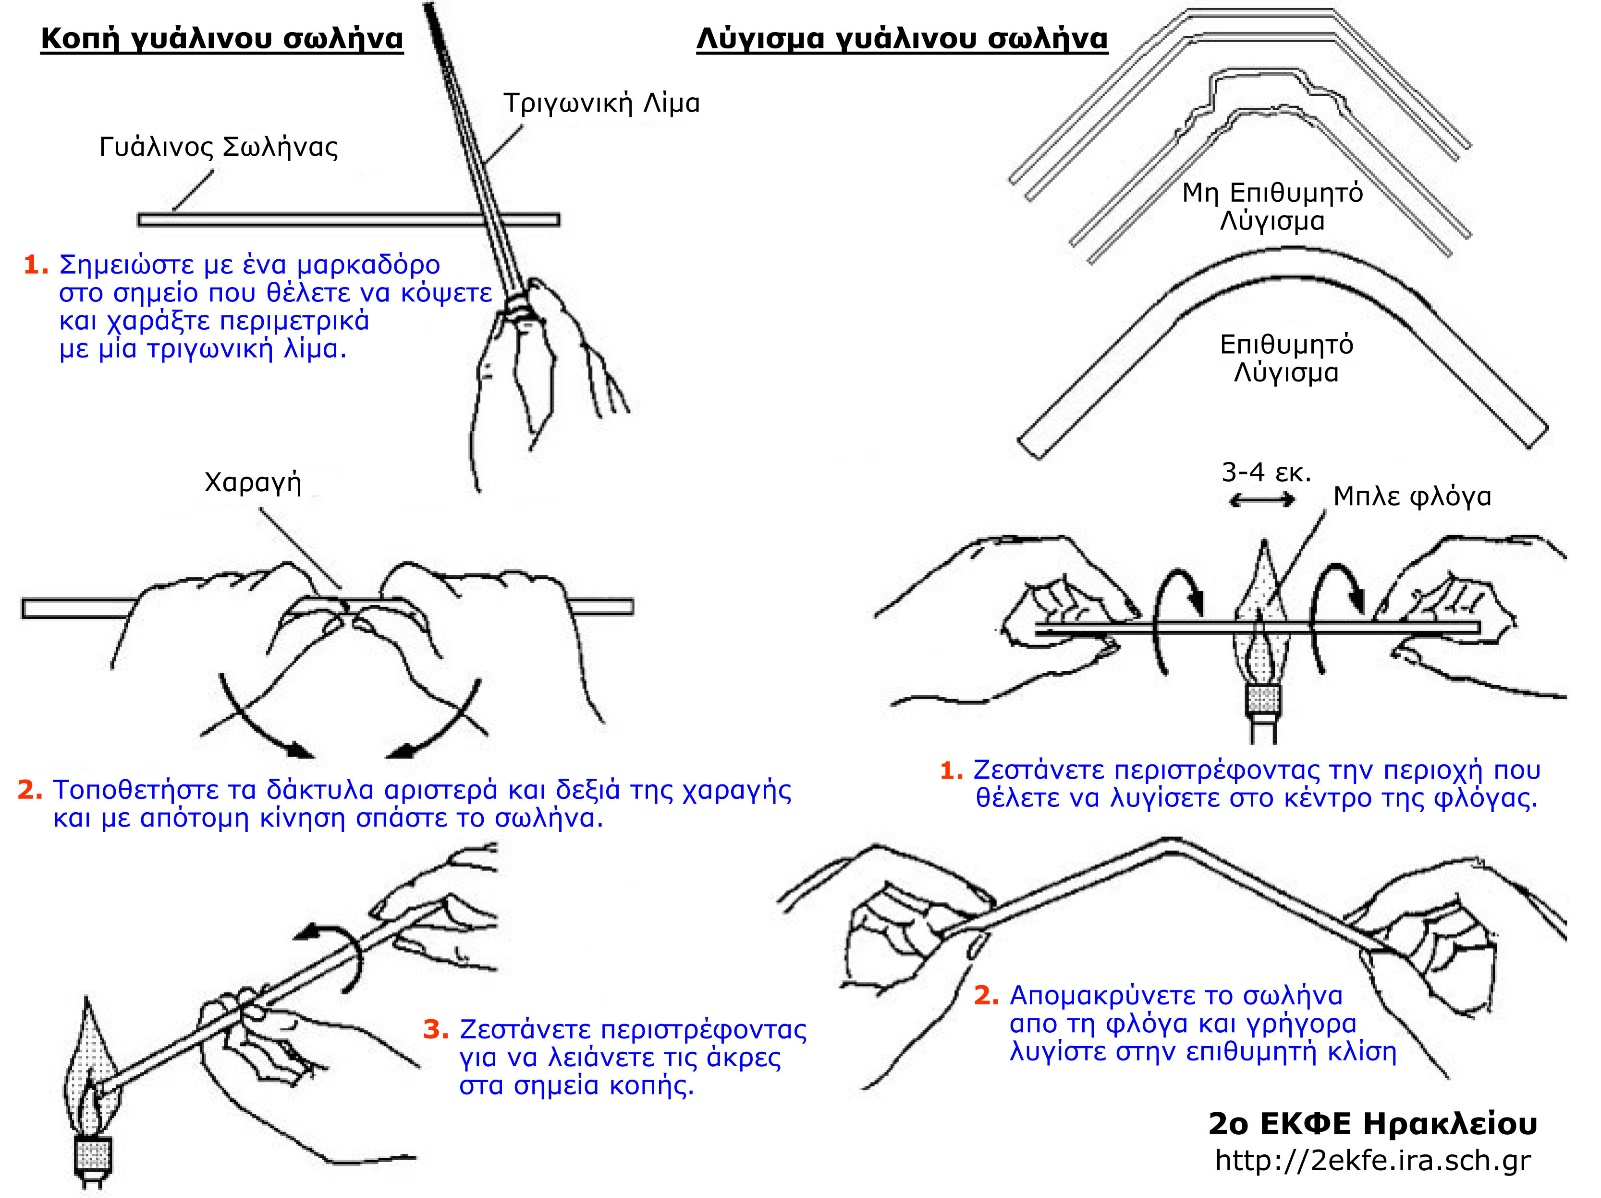 Κοπή γυάλινου σωλήνα
Τριγωνική Λίμα
Γυάλινος Σωλήνας
1. Σημειώστε με ένα μαρκαδόρο
στο σημείο που θέλετε να κόψετε
και χαράξτε περιμετρικά
με μία τριγωνική λίμα.
Χαραγή
2. Τοποθετήστε τα δάκτυλα αριστερά και δεξιά της χαραγής
και με απότομη κίνηση σπάστε το σωλήνα.
3. Ζεστάνετε περιστρέφοντας
για να λειάνετε τις άκρες
στα σημεία κοπής.
Λύγισμα γυάλινου σωλήνα
Μη Επιθυμητό
Λύγισμα
Επιθυμητό
Λύγισμα
3-4 εκ.
Μπλε φλόγα
1. Ζεστάνετε περιστρέφοντας την περιοχή που
θέλετε να λυγίσετε στο κέντρο της φλόγας.
2. Απομακρύνετε το σωλήνα
απο τη φλόγα και γρήγορα
λυγίστε στην επιθυμητή κλίση
2ο ΕΚΦΕ Ηρακλείου
http://2ekfe.ira.sch.gr